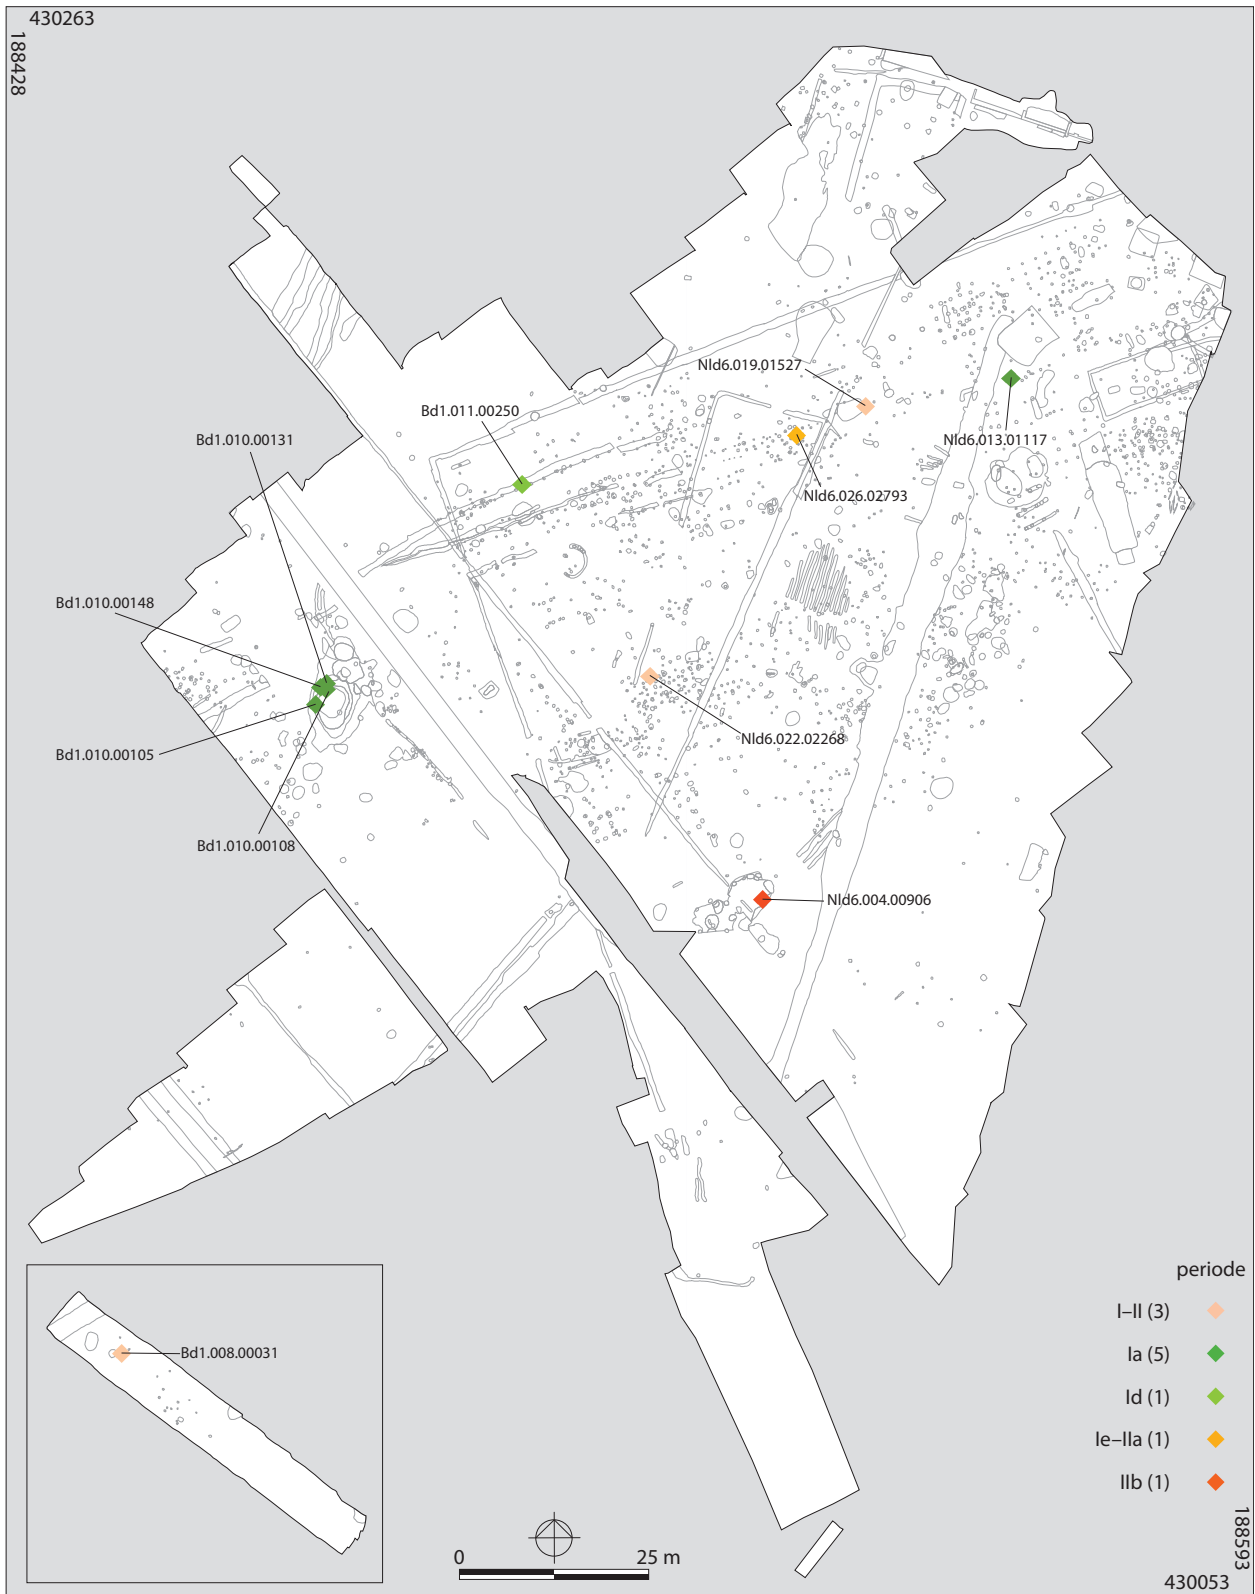 430263
188428
Nld6.019.01527
Bd1.011.00250
Bd1.010.00131
Nld6.013.01117
Nld6.026.02793
Bd1.010.00148
Nld6.022.02268
Bd1.010.00105
Bd1.010.00108
Nld6.004.00906
periode
I–II (3)
Ia (5)
Id (1)
Ie–IIa (1)
IIb (1)
Bd1.008.00031
0 25 m
188593
430053